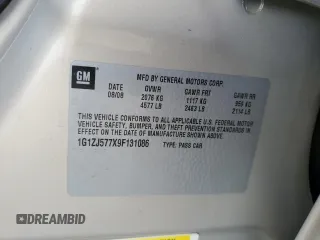 GM
MFD BY GENERAL MOTORS CORP.
DATE GVWR GAWR FRT GAWR RR
08/08 2076 KG 1117 KG 959 KG
4577 LB 2463 LB 2114 LB
THIS VEHICLE CONFORMS TO ALL APPLICABLE U.S. FEDERAL MOTOR
VEHICLE SAFETY, BUMPER, AND THEFT PREVENTION STANDARDS
IN EFFECT ON THE DATE OF MANUFACTURE SHOWN ABOVE.
1G1ZJ577X9F131086 TYPE: PASS CAR
DREAMBID